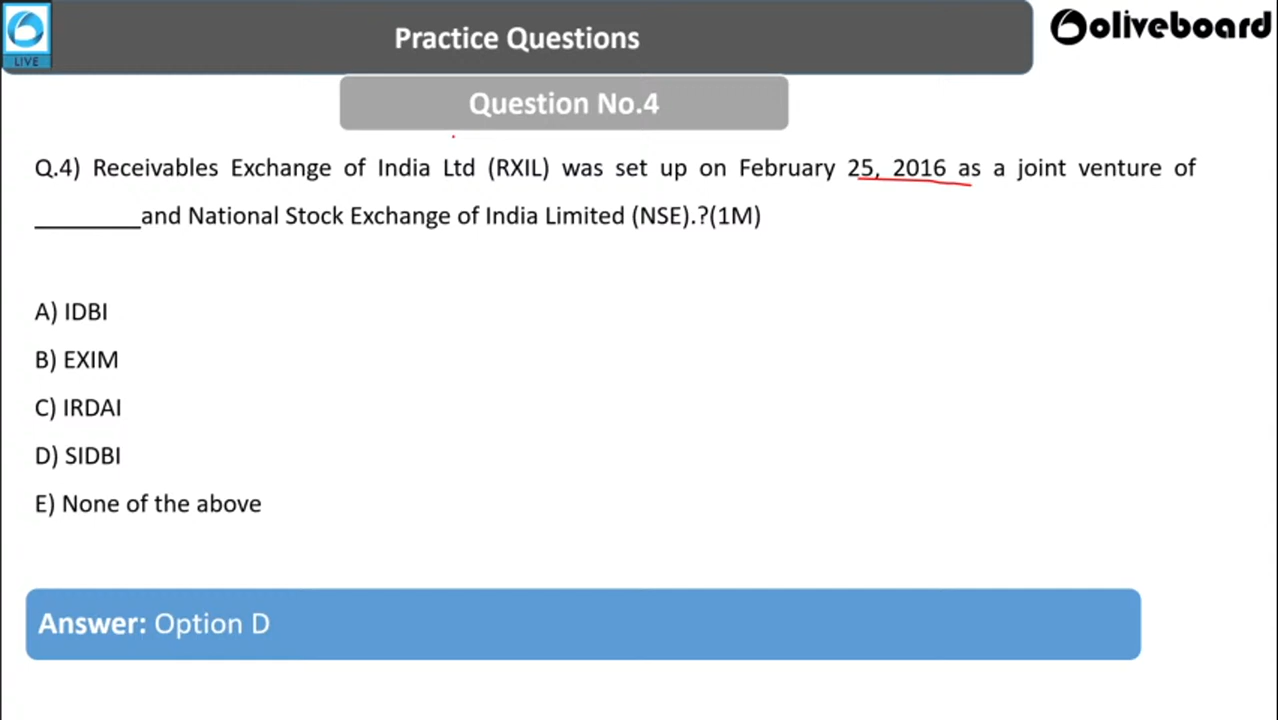 LIVE
Practice Questions
oliveboard
Question No.4
Q.4) Receivables Exchange of India Ltd (RXIL) was set up on February 25, 2016 as a joint venture of
________and National Stock Exchange of India Limited (NSE).?(1M)
A) IDBI
B) EXIM
C) IRDAI
D) SIDBI
E) None of the above
Answer: Option D